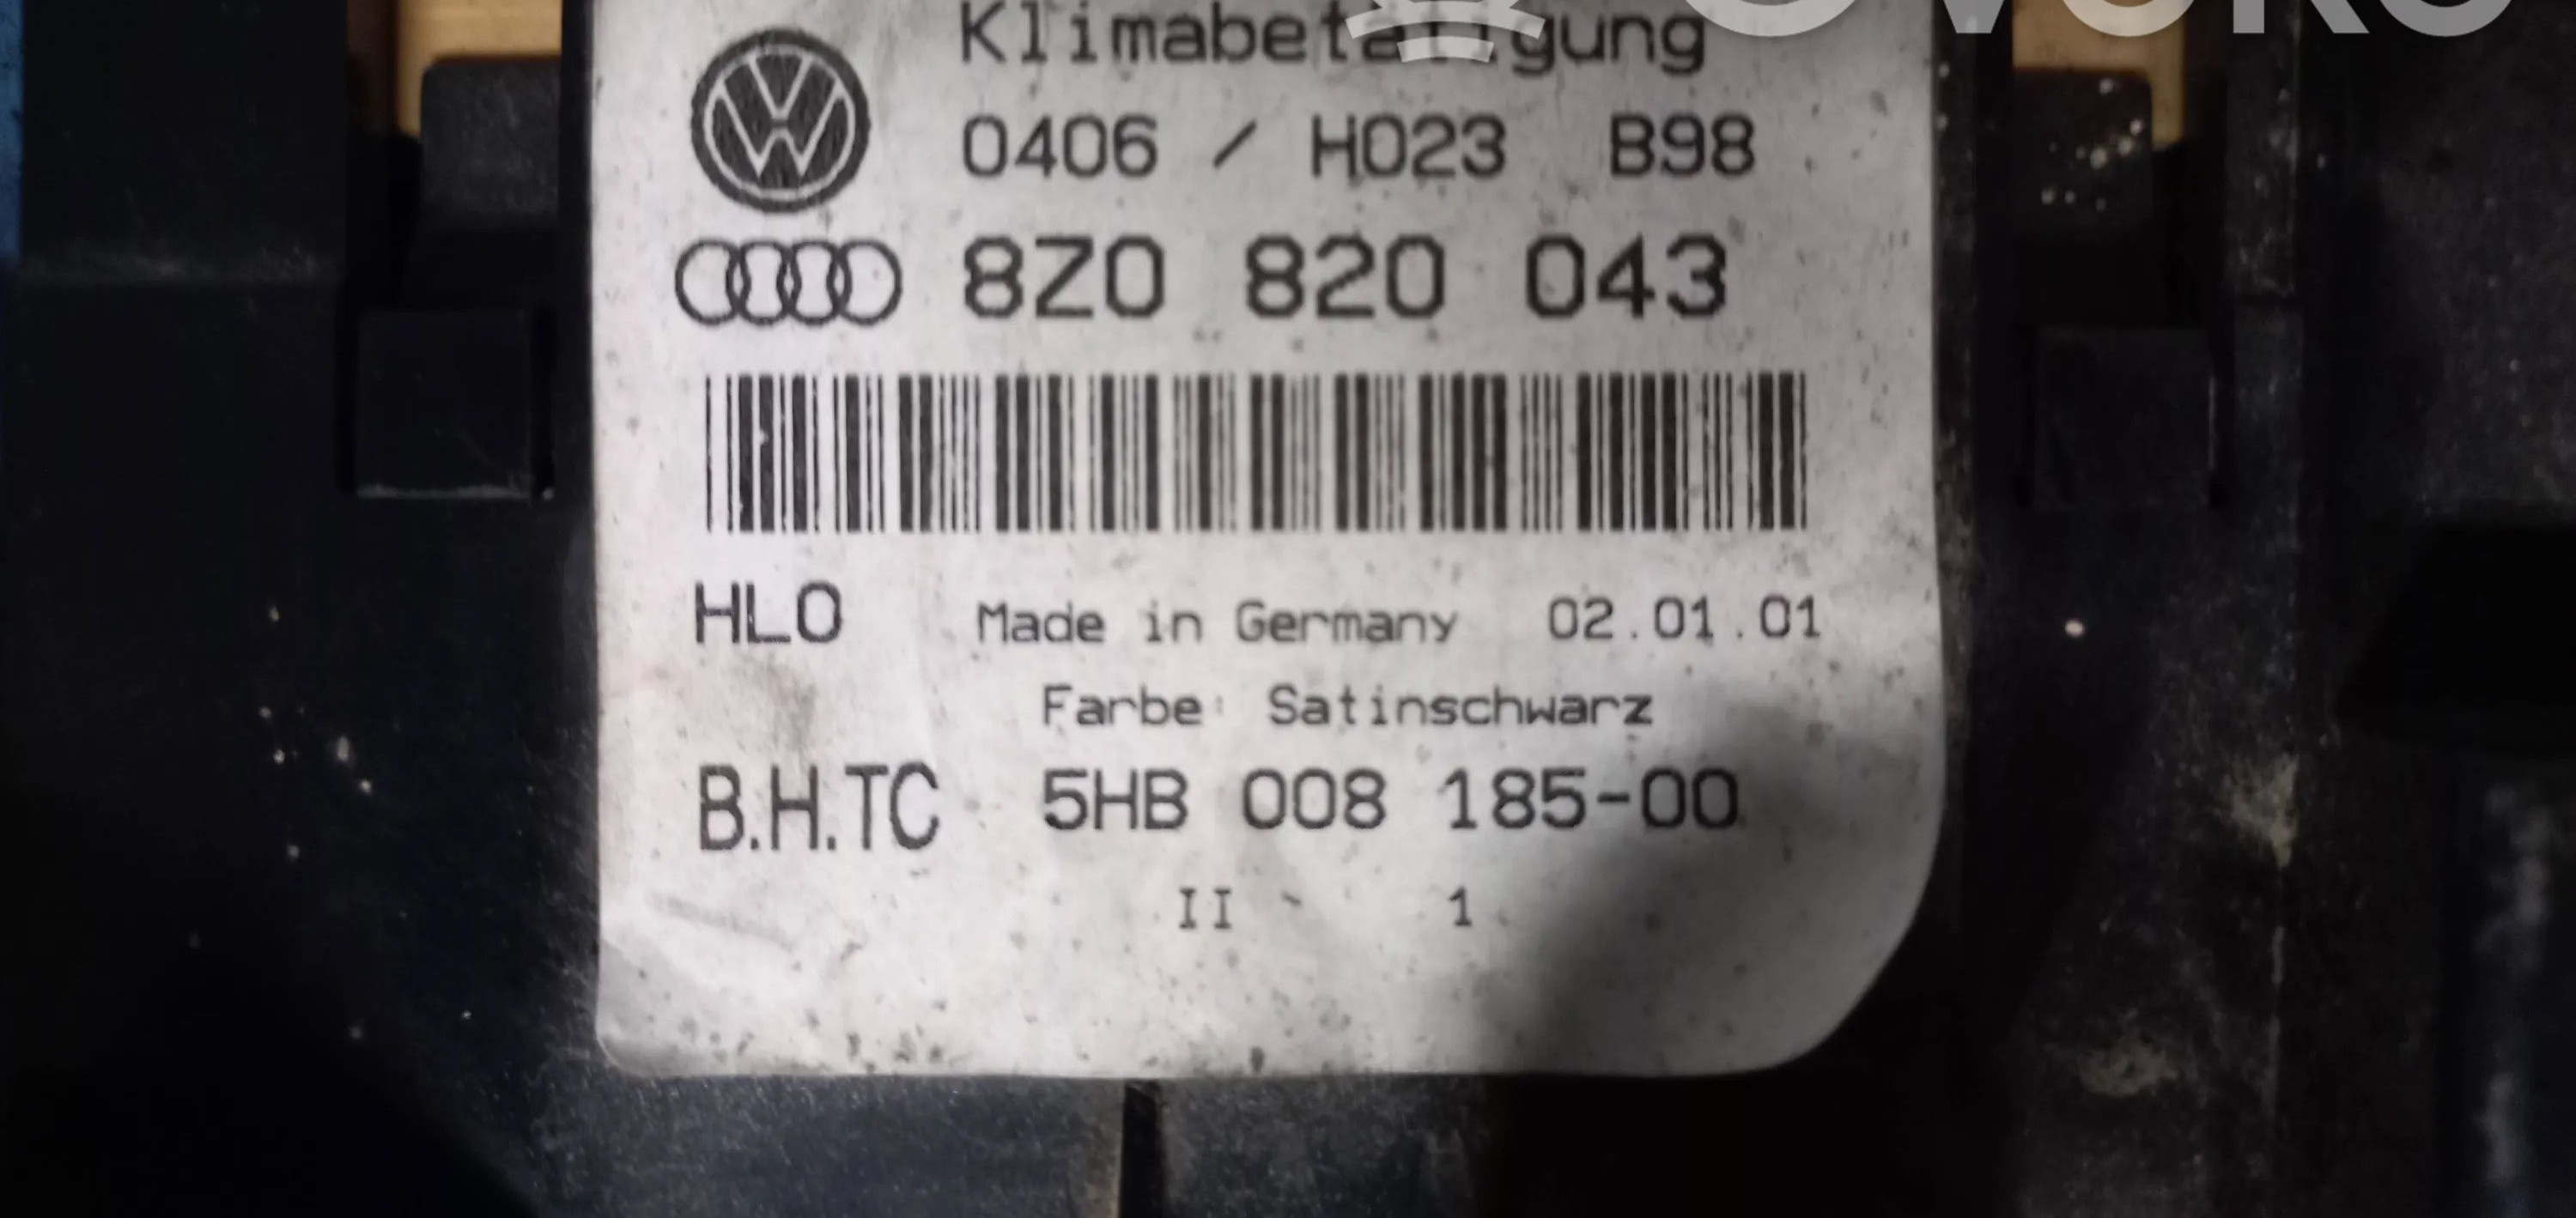 Klimabetätigung
0406 / H023 B98
8Z0 820 043
HLO Made in Germany 02.01.01
Farbe: Satinschwarz
B.H.TC 5HB 008 185-00
II - 1